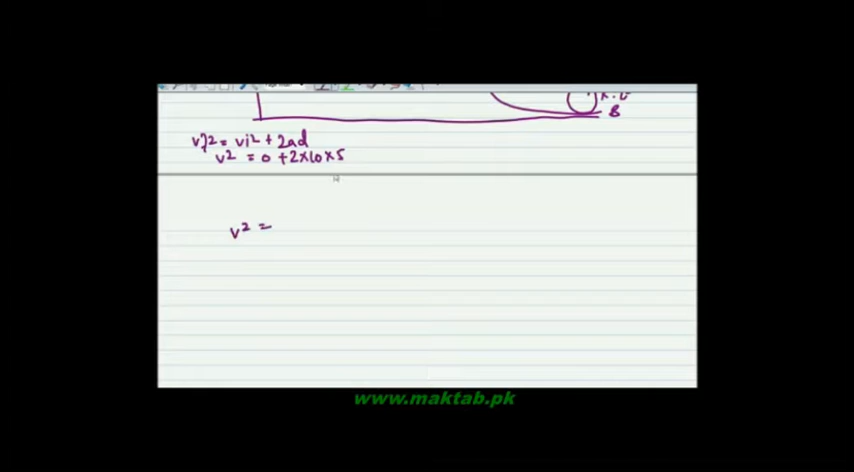 B
vf2 = vi2 + 2ad
v2 = 0 + 2×10×5
v2 =
www.maktab.pk